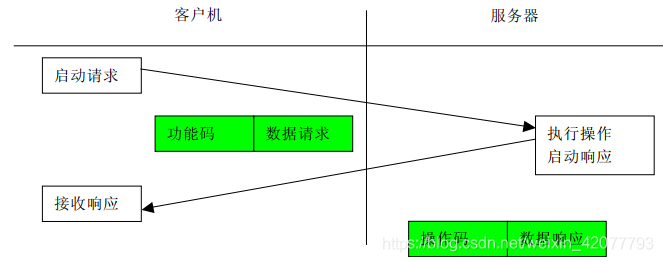 客户机
服务器
启动请求
功能码
数据请求
执行操作
启动响应
接收响应
操作码
数据响应
https://blog.csdn.net/weixin_42077793